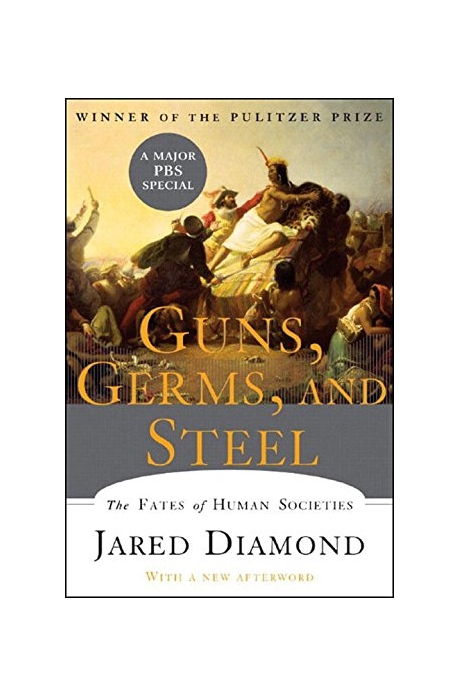 WINNER OF THE PULITZER PRIZE
A MAJOR
PBS
SPECIAL
GUNS,
GERMS, AND
STEEL
The FATES of HUMAN SOCIETIES
JARED DIAMOND
WITH A NEW AFTERWORD